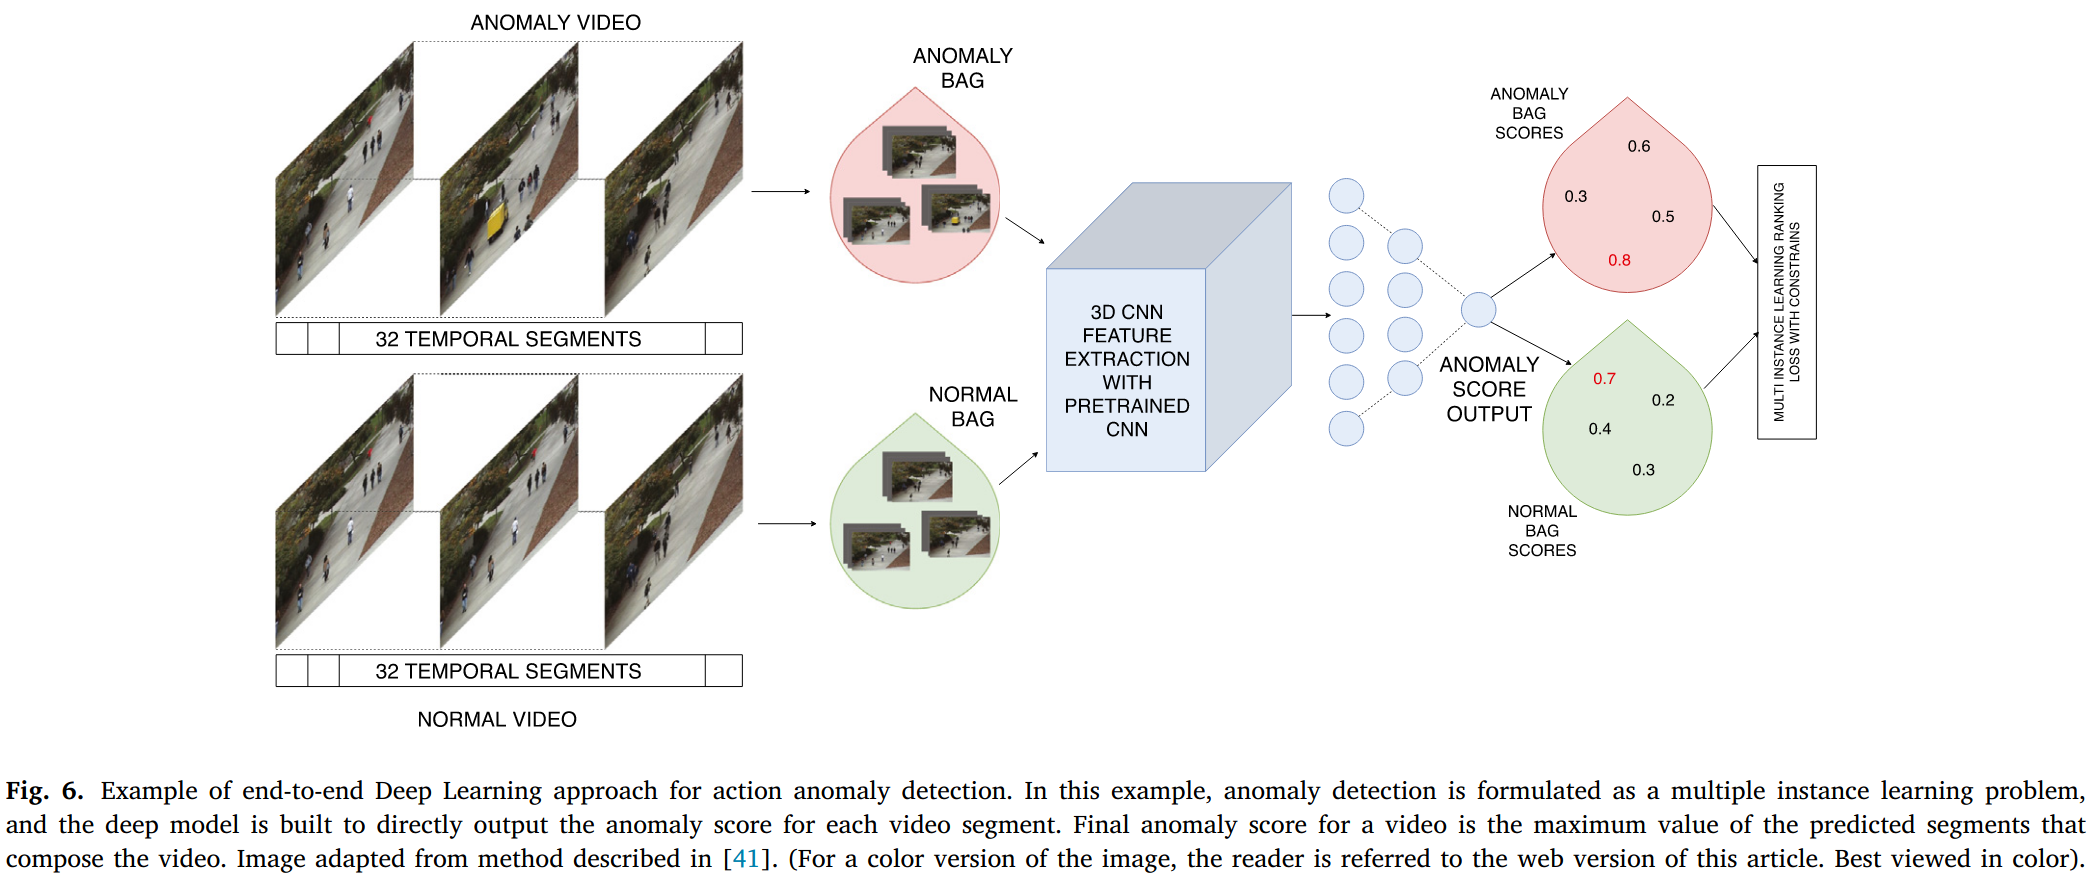 ANOMALY VIDEO
32 TEMPORAL SEGMENTS
32 TEMPORAL SEGMENTS
NORMAL VIDEO
ANOMALY
BAG
NORMAL
BAG
3D CNN
FEATURE
EXTRACTION
WITH
PRETRAINED
CNN
ANOMALY
SCORE
OUTPUT
ANOMALY
BAG
SCORES
0.6
0.3
0.5
0.8
0.7
0.2
0.4
0.3
NORMAL
BAG
SCORES
MULTI INSTANCE LEARNING RANKING
LOSS WITH CONSTRAINS
Fig. 6. Example of end-to-end Deep Learning approach for action anomaly detection. In this example, anomaly detection is formulated as a multiple instance learning problem,
and the deep model is built to directly output the anomaly score for each video segment. Final anomaly score for a video is the maximum value of the predicted segments that
compose the video. Image adapted from method described in [41]. (For a color version of the image, the reader is referred to the web version of this article. Best viewed in color).